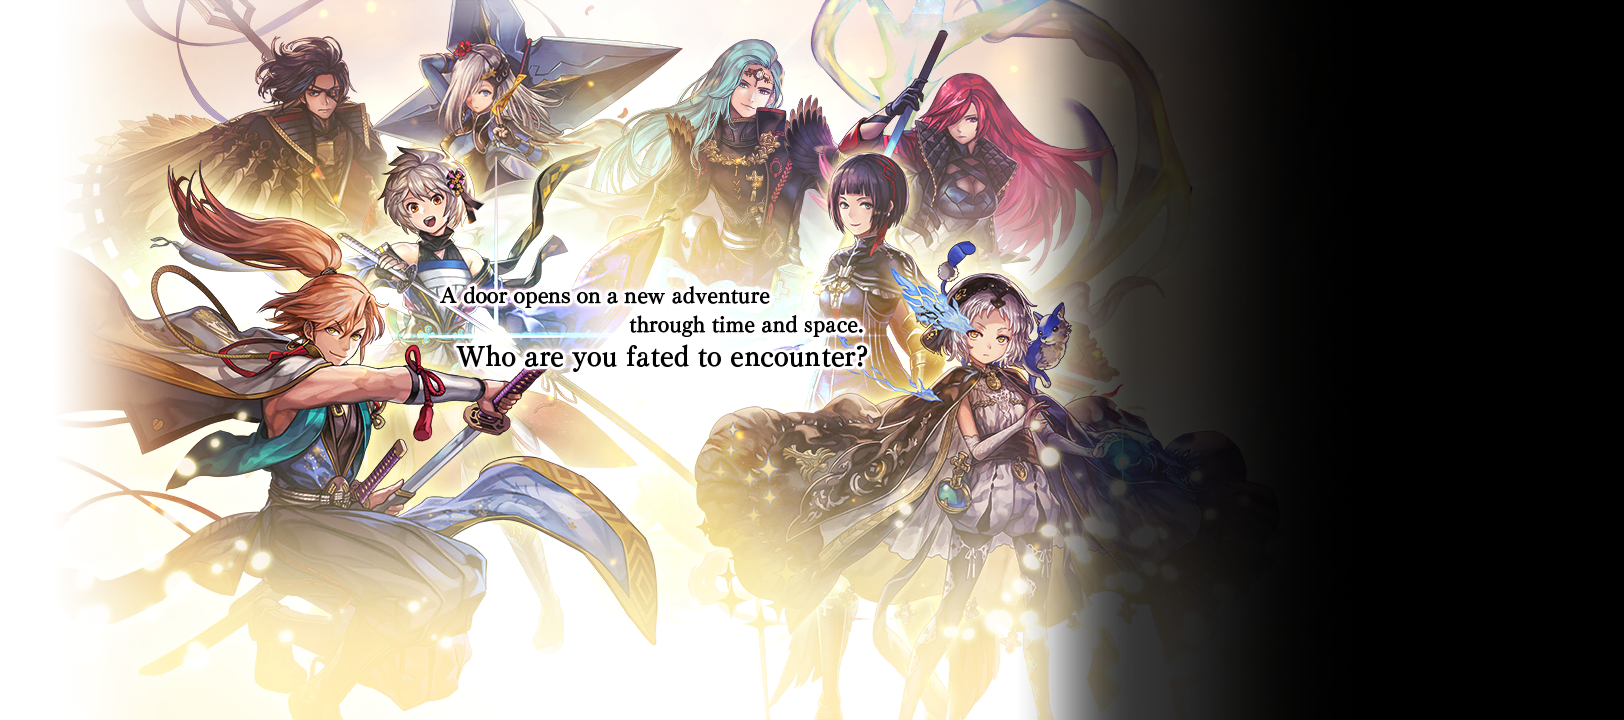 A door opens on a new adventure
through time and space.
Who are you fated to encounter?